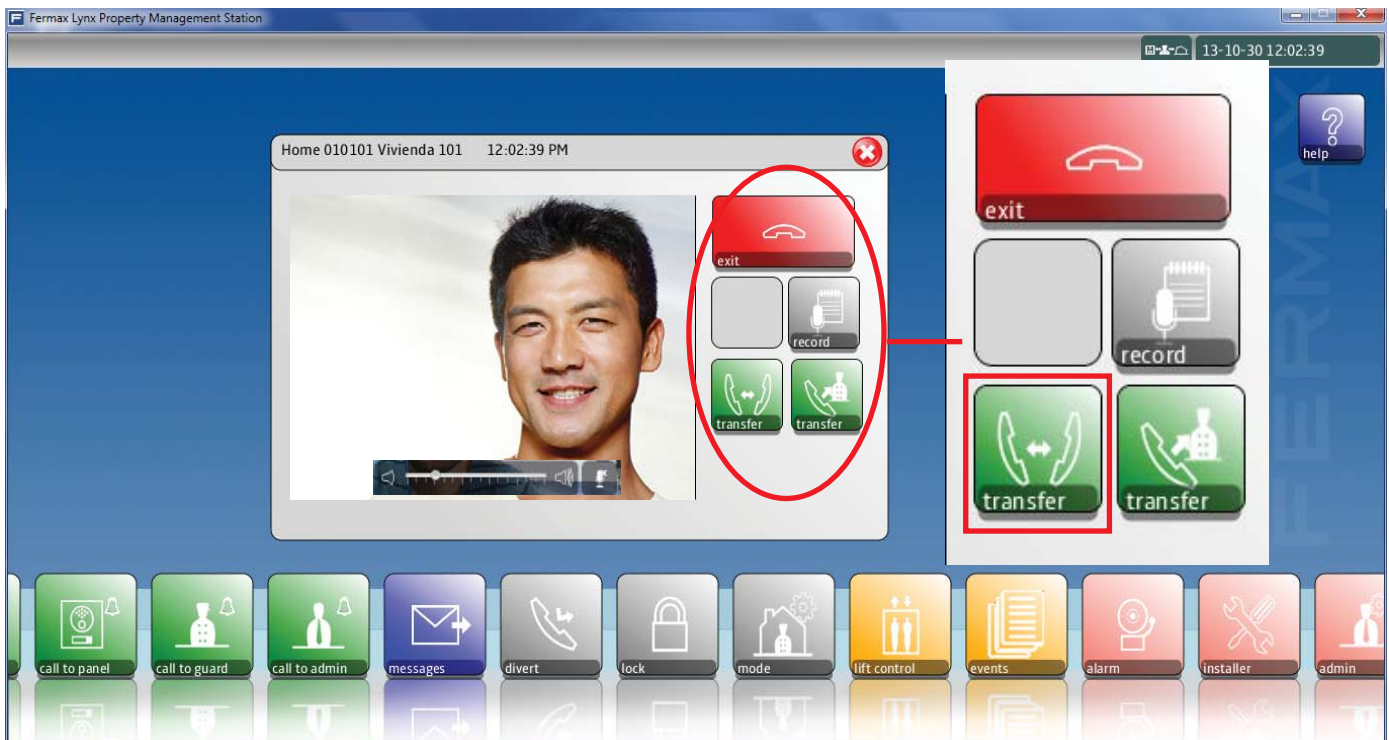 Fermax Lynx Property Management Station
13-10-30 12:02:39
help
Home 010101 Vivienda 101 12:02:39 PM
exit
record
transfer
transfer
exit
record
transfer
transfer
FERMAX
call to panel
call to guard
call to admin
messages
divert
lock
mode
lift control
events
alarm
installer
admin